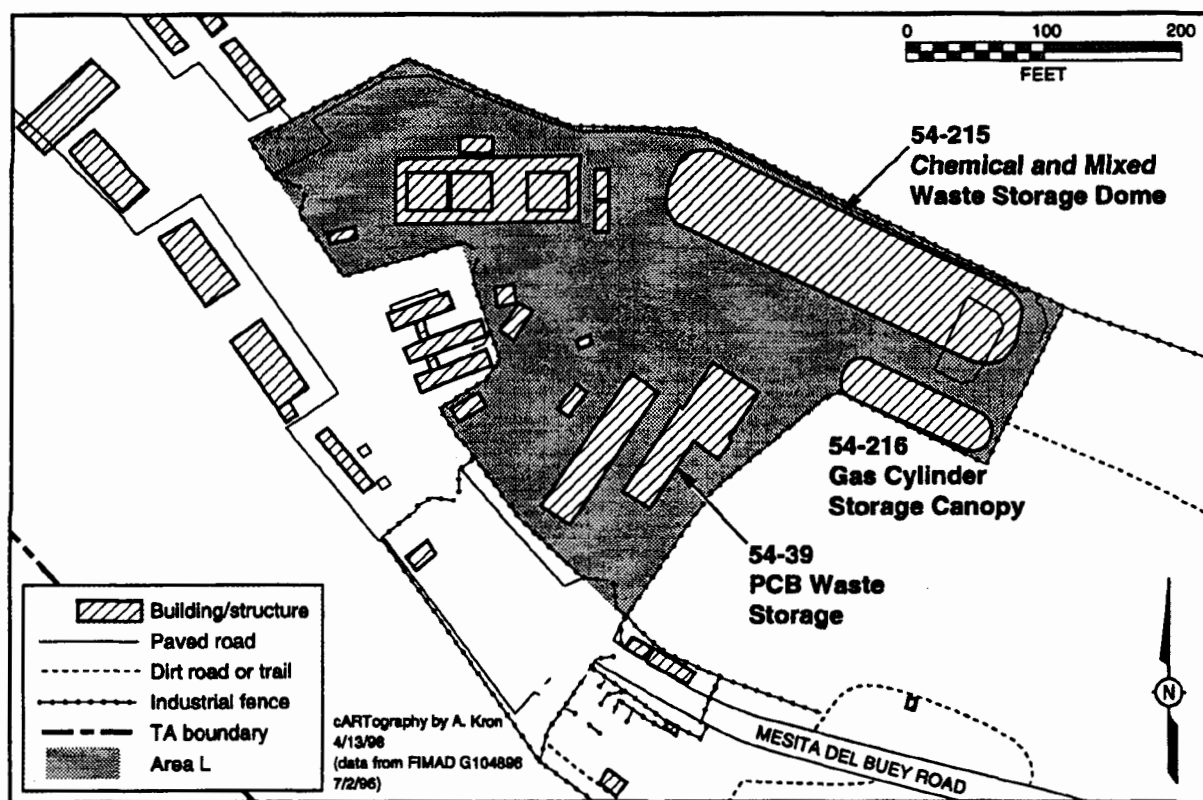 0 100 200
FEET
54-215
Chemical and Mixed
Waste Storage Dome
54-216
Gas Cylinder
Storage Canopy
54-39
PCB Waste
Storage
Building/structure
Paved road
Dirt road or trail
Industrial fence
TA boundary
Area L
cARTography by A. Kron
4/13/98
(data from FIMAD G104896
7/2/96)
N
MESITA DEL BUEY ROAD